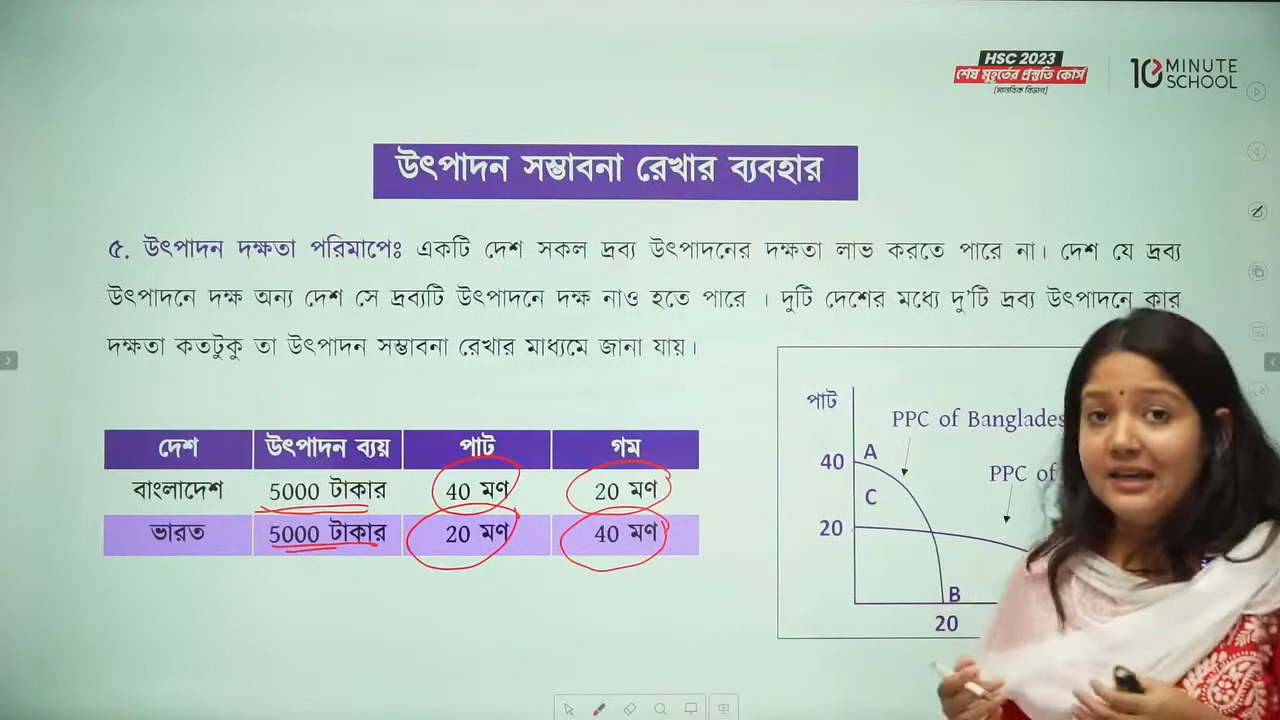 HSC 2023
শেষ মুহূর্তের প্রস্তুতি কোর্স
[মানবিক বিভাগ]
10 MINUTE SCHOOL
উৎপাদন সম্ভাবনা রেখার ব্যবহার
৫. উৎপাদন দক্ষতা পরিমাপেঃ একটি দেশ সকল দ্রব্য উৎপাদনের দক্ষতা লাভ করতে পারে না। দেশ যে দ্রব্য
উৎপাদনে দক্ষ অন্য দেশ সে দ্রব্যটি উৎপাদনে দক্ষ নাও হতে পারে । দুটি দেশের মধ্যে দু'টি দ্রব্য উৎপাদনে কার
দক্ষতা কতটুকু তা উৎপাদন সম্ভাবনা রেখার মাধ্যমে জানা যায়।
দেশ উৎপাদন ব্যয় পাট গম
বাংলাদেশ 5000 টাকার 40 মণ 20 মণ
ভারত 5000 টাকার 20 মণ 40 মণ
পাট
PPC of Banglades
40 A
PPC of
C
20
B
20